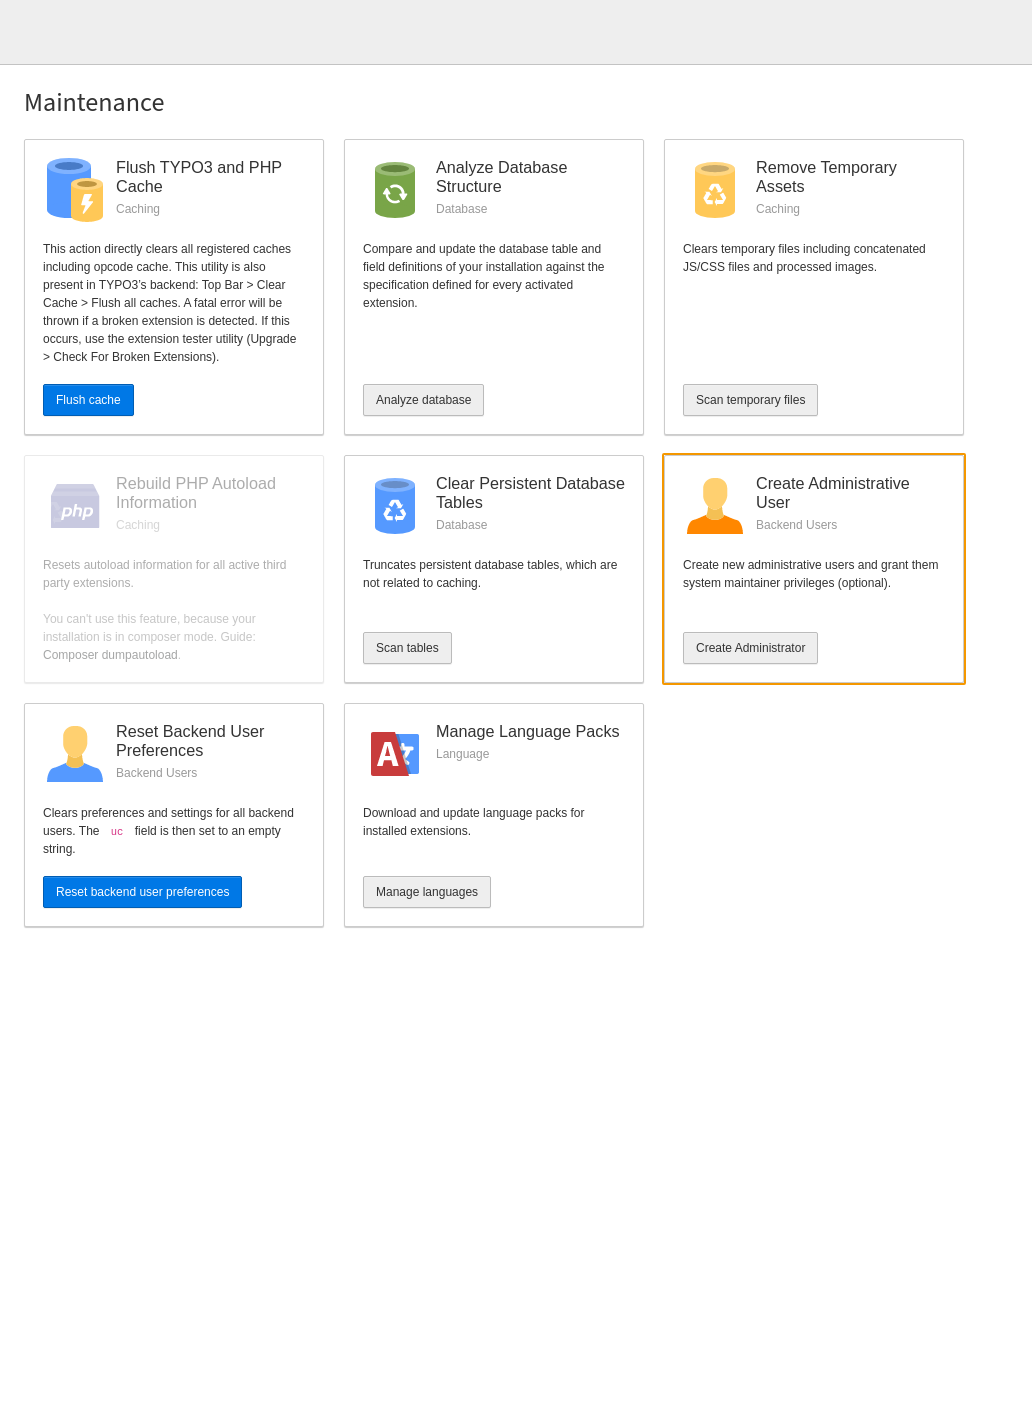 Maintenance
Flush TYPO3 and PHP
Cache
Caching
This action directly clears all registered caches
including opcode cache. This utility is also
present in TYPO3's backend: Top Bar > Clear
Cache > Flush all caches. A fatal error will be
thrown if a broken extension is detected. If this
occurs, use the extension tester utility (Upgrade
> Check For Broken Extensions).
Flush cache
Analyze Database
Structure
Database
Compare and update the database table and
field definitions of your installation against the
specification defined for every activated
extension.
Analyze database
Remove Temporary
Assets
Caching
Clears temporary files including concatenated
JS/CSS files and processed images.
Scan temporary files
php
Rebuild PHP Autoload
Information
Caching
Resets autoload information for all active third
party extensions.
You can't use this feature, because your
installation is in composer mode. Guide:
Composer dumpautoload.
Clear Persistent Database
Tables
Database
Truncates persistent database tables, which are
not related to caching.
Scan tables
Create Administrative
User
Backend Users
Create new administrative users and grant them
system maintainer privileges (optional).
Create Administrator
Reset Backend User
Preferences
Backend Users
Clears preferences and settings for all backend
users. The uc field is then set to an empty
string.
Reset backend user preferences
A
Manage Language Packs
Language
Download and update language packs for
installed extensions.
Manage languages